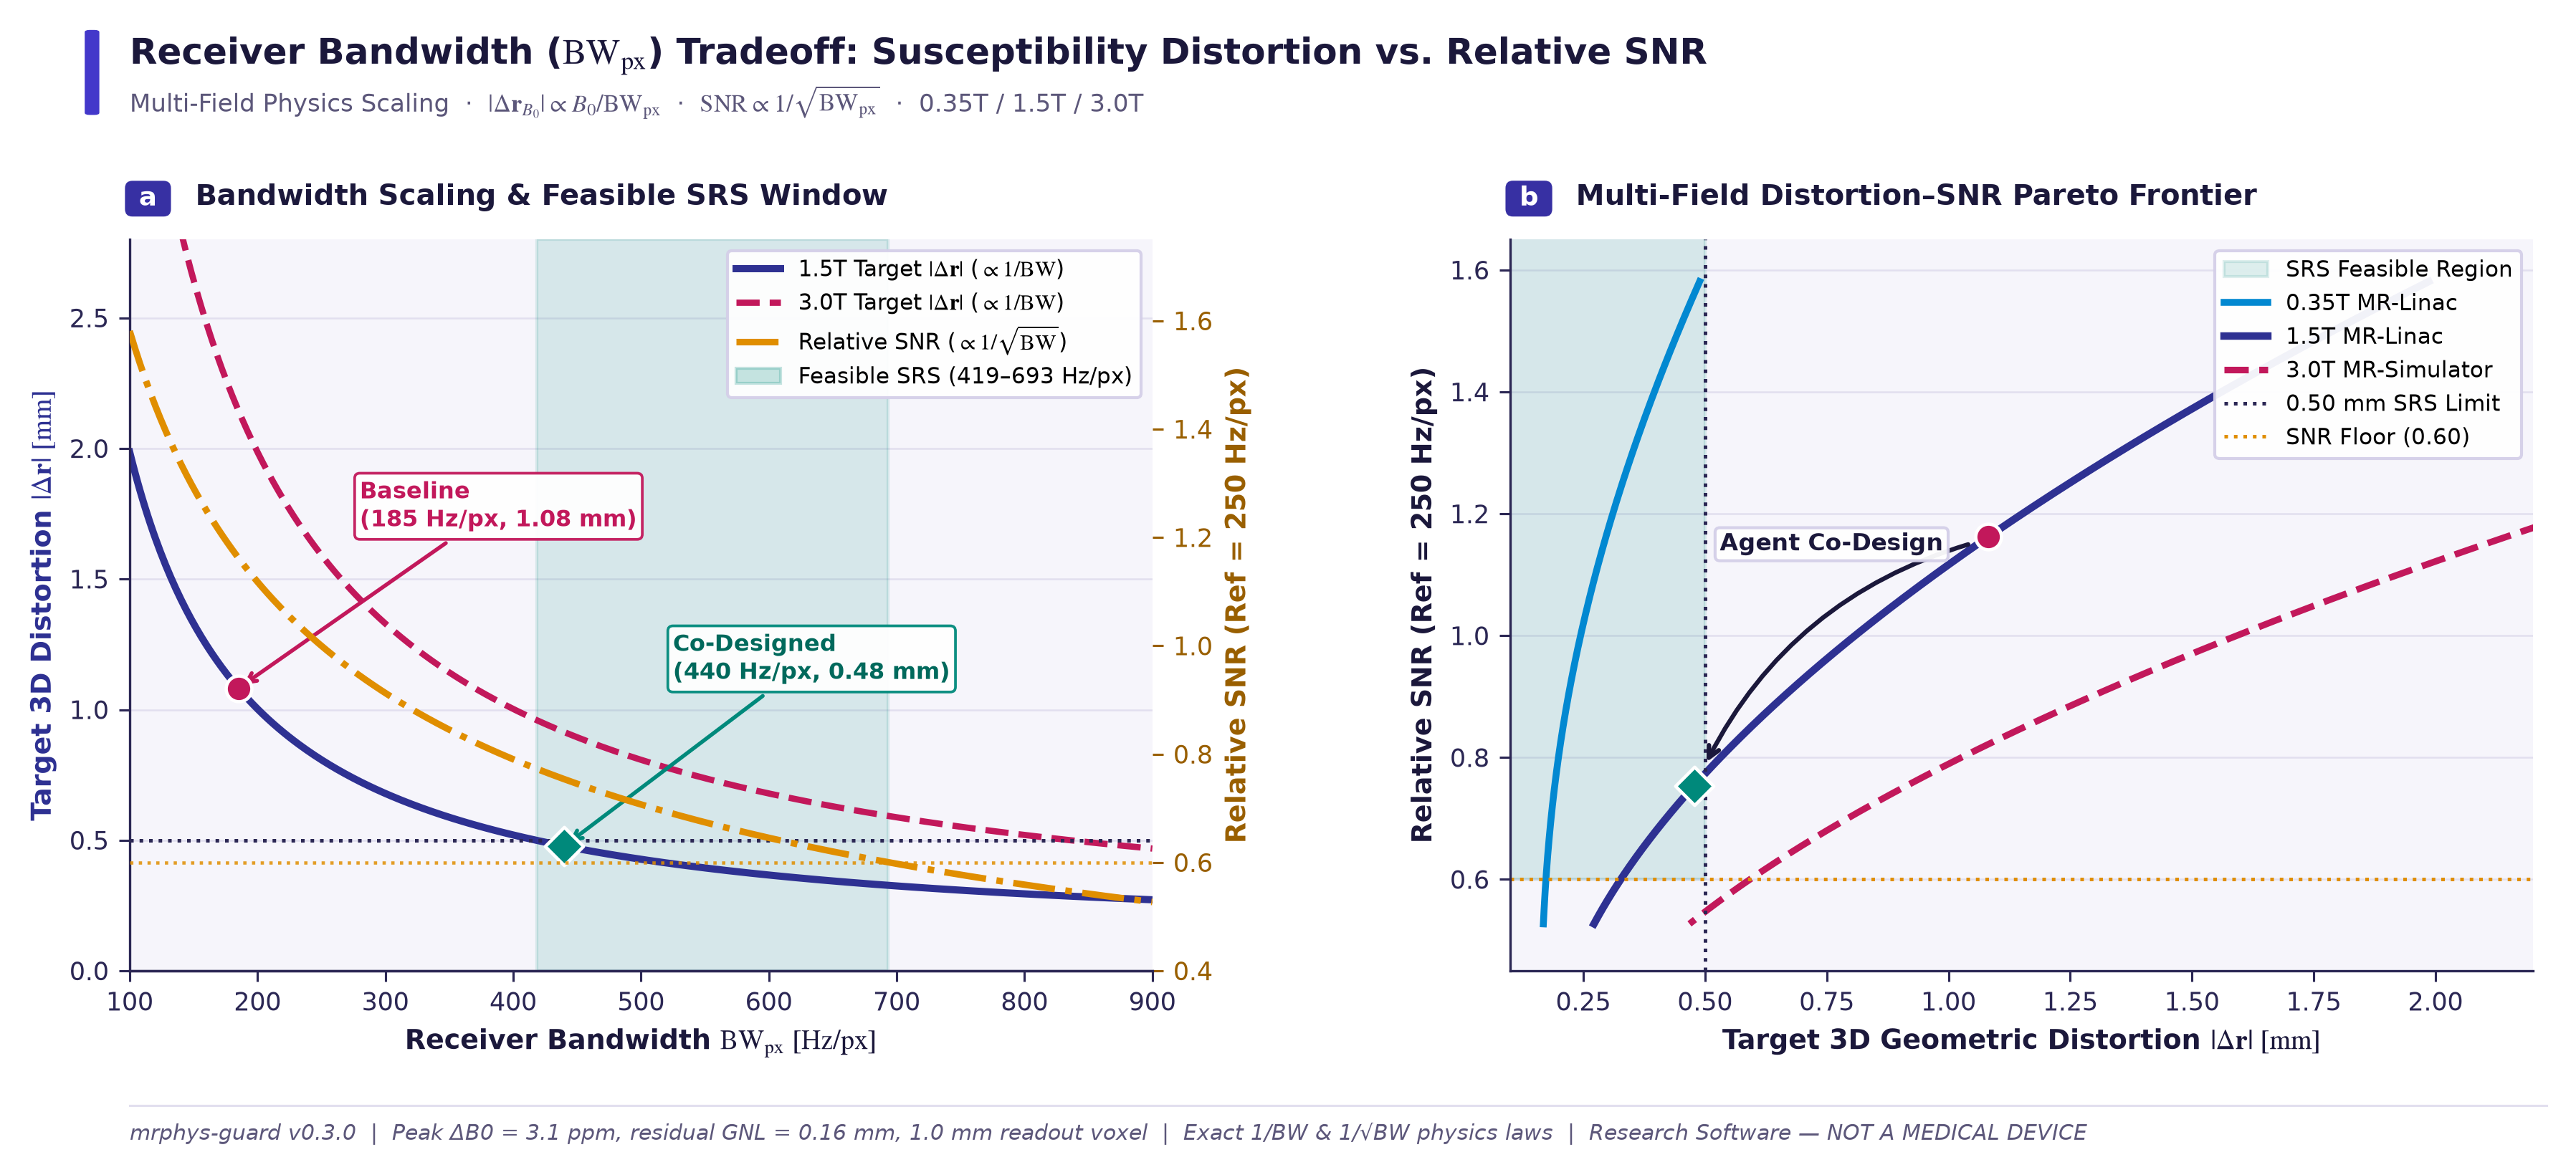 Receiver Bandwidth (BWpx) Tradeoff: Susceptibility Distortion vs. Relative SNR
Multi-Field Physics Scaling · |Δr_B0| ∝ B0/BWpx · SNR ∝ 1/√BWpx · 0.35T / 1.5T / 3.0T
a Bandwidth Scaling & Feasible SRS Window
1.5T Target |Δr| (∝1/BW)
3.0T Target |Δr| (∝1/BW)
Relative SNR (∝1/√BW)
Feasible SRS (419–693 Hz/px)
Baseline
(185 Hz/px, 1.08 mm)
Co-Designed
(440 Hz/px, 0.48 mm)
Target 3D Distortion |Δr| [mm]
2.5
2.0
1.5
1.0
0.5
0.0
1.6
1.4
1.2
1.0
0.8
0.6
0.4
Relative SNR (Ref = 250 Hz/px)
100 200 300 400 500 600 700 800 900
Receiver Bandwidth BWpx [Hz/px]
b Multi-Field Distortion–SNR Pareto Frontier
SRS Feasible Region
0.35T MR-Linac
1.5T MR-Linac
3.0T MR-Simulator
0.50 mm SRS Limit
SNR Floor (0.60)
Agent Co-Design
Relative SNR (Ref = 250 Hz/px)
1.6
1.4
1.2
1.0
0.8
0.6
0.25 0.50 0.75 1.00 1.25 1.50 1.75 2.00
Target 3D Geometric Distortion |Δr| [mm]
mrphys-guard v0.3.0 | Peak ΔB0 = 3.1 ppm, residual GNL = 0.16 mm, 1.0 mm readout voxel | Exact 1/BW & 1/√BW physics laws | Research Software — NOT A MEDICAL DEVICE